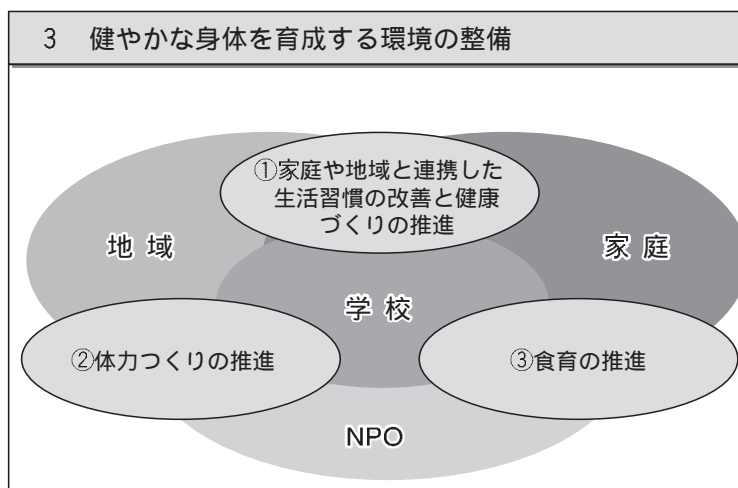 3 健やかな身体を育成する環境の整備
①家庭や地域と連携した
生活習慣の改善と健康
づくりの推進
地域
家庭
学校
②体力つくりの推進
③食育の推進
NPO